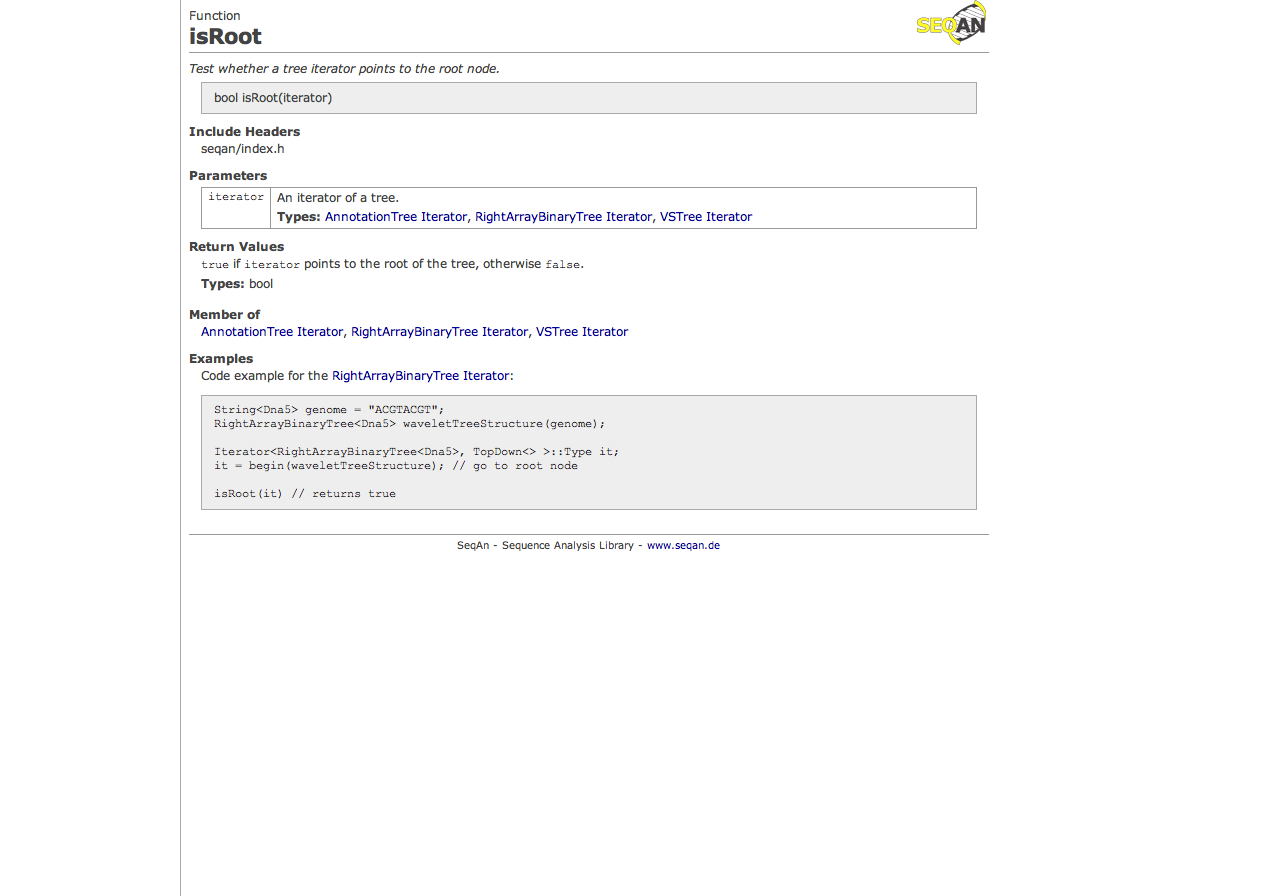 Function
isRoot
SEQAN
Test whether a tree iterator points to the root node.
bool isRoot(iterator)
Include Headers
seqan/index.h
Parameters
iterator An iterator of a tree.
Types: AnnotationTree Iterator, RightArrayBinaryTree Iterator, VSTree Iterator
Return Values
true if iterator points to the root of the tree, otherwise false.
Types: bool
Member of
AnnotationTree Iterator, RightArrayBinaryTree Iterator, VSTree Iterator
Examples
Code example for the RightArrayBinaryTree Iterator:
String<Dna5> genome = "ACGTACGT";
RightArrayBinaryTree<Dna5> waveletTreeStructure(genome);
Iterator<RightArrayBinaryTree<Dna5>, TopDown<> >::Type it;
it = begin(waveletTreeStructure); // go to root node
isRoot(it) // returns true
SeqAn - Sequence Analysis Library - www.seqan.de